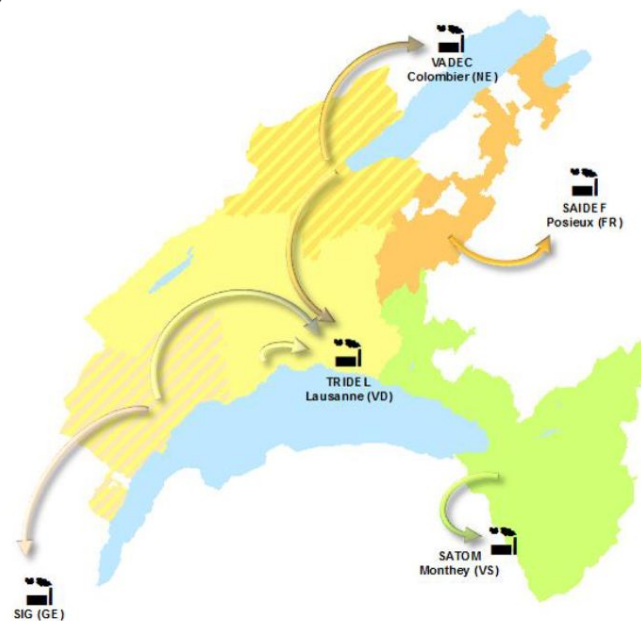 VADEC
Colombier (NE)
SAIDEF
Posieux (FR)
TRIDEL
Lausanne (VD)
SATOM
Monthey (VS)
SIG (GE)